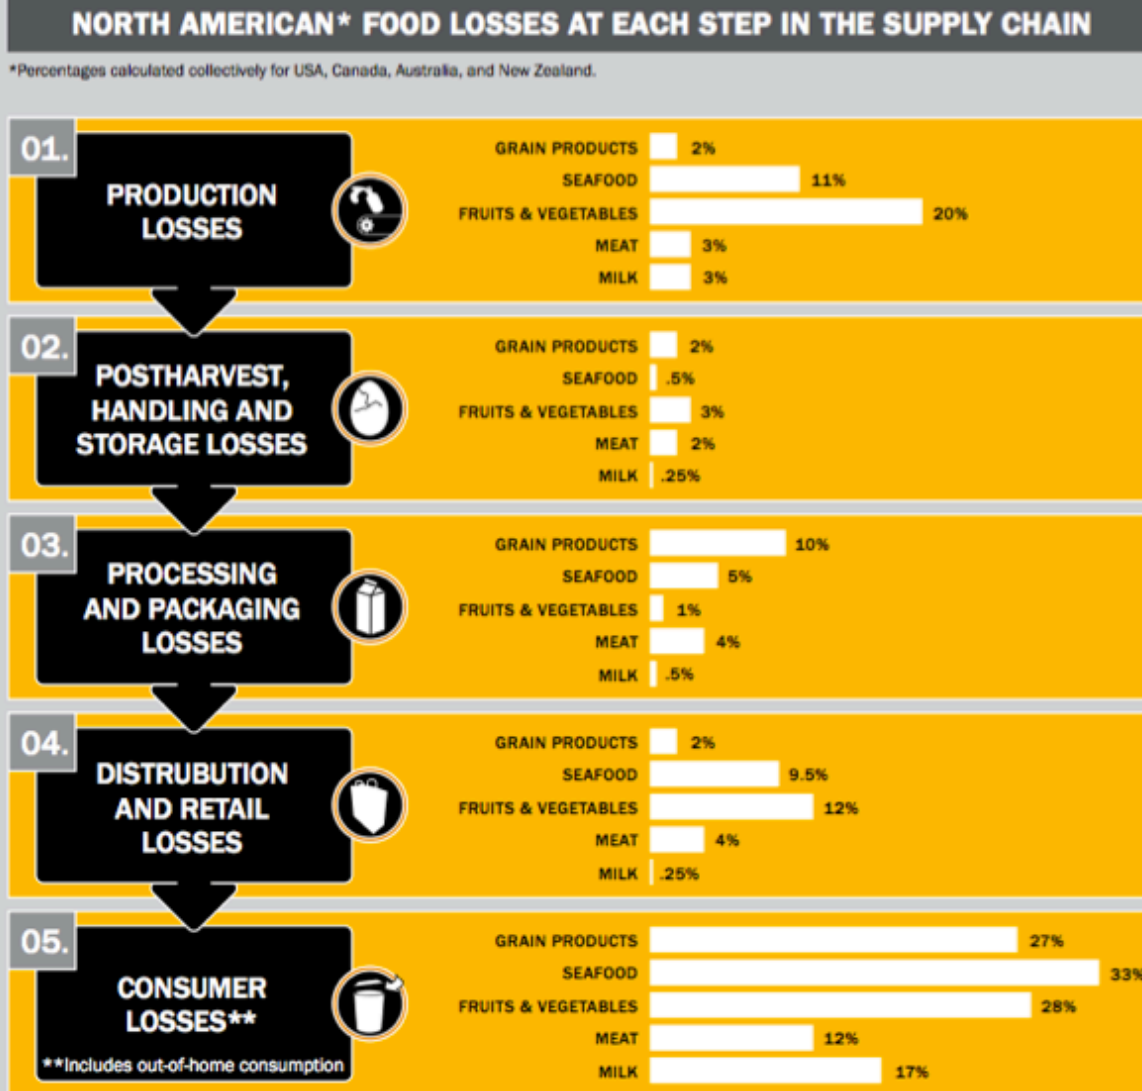 NORTH AMERICAN* FOOD LOSSES AT EACH STEP IN THE SUPPLY CHAIN
*Percentages calculated collectively for USA, Canada, Australia, and New Zealand.
01.
PRODUCTION
LOSSES
GRAIN PRODUCTS 2%
SEAFOOD 11%
FRUITS & VEGETABLES 20%
MEAT 3%
MILK 3%
02.
POSTHARVEST,
HANDLING AND
STORAGE LOSSES
GRAIN PRODUCTS 2%
SEAFOOD .5%
FRUITS & VEGETABLES 3%
MEAT 2%
MILK .25%
03.
PROCESSING
AND PACKAGING
LOSSES
GRAIN PRODUCTS 10%
SEAFOOD 5%
FRUITS & VEGETABLES 1%
MEAT 4%
MILK .5%
04.
DISTRUBUTION
AND RETAIL
LOSSES
GRAIN PRODUCTS 2%
SEAFOOD 9.5%
FRUITS & VEGETABLES 12%
MEAT 4%
MILK .25%
05.
CONSUMER
LOSSES**
**Includes out-of-home consumption
GRAIN PRODUCTS 27%
SEAFOOD 33%
FRUITS & VEGETABLES 28%
MEAT 12%
MILK 17%